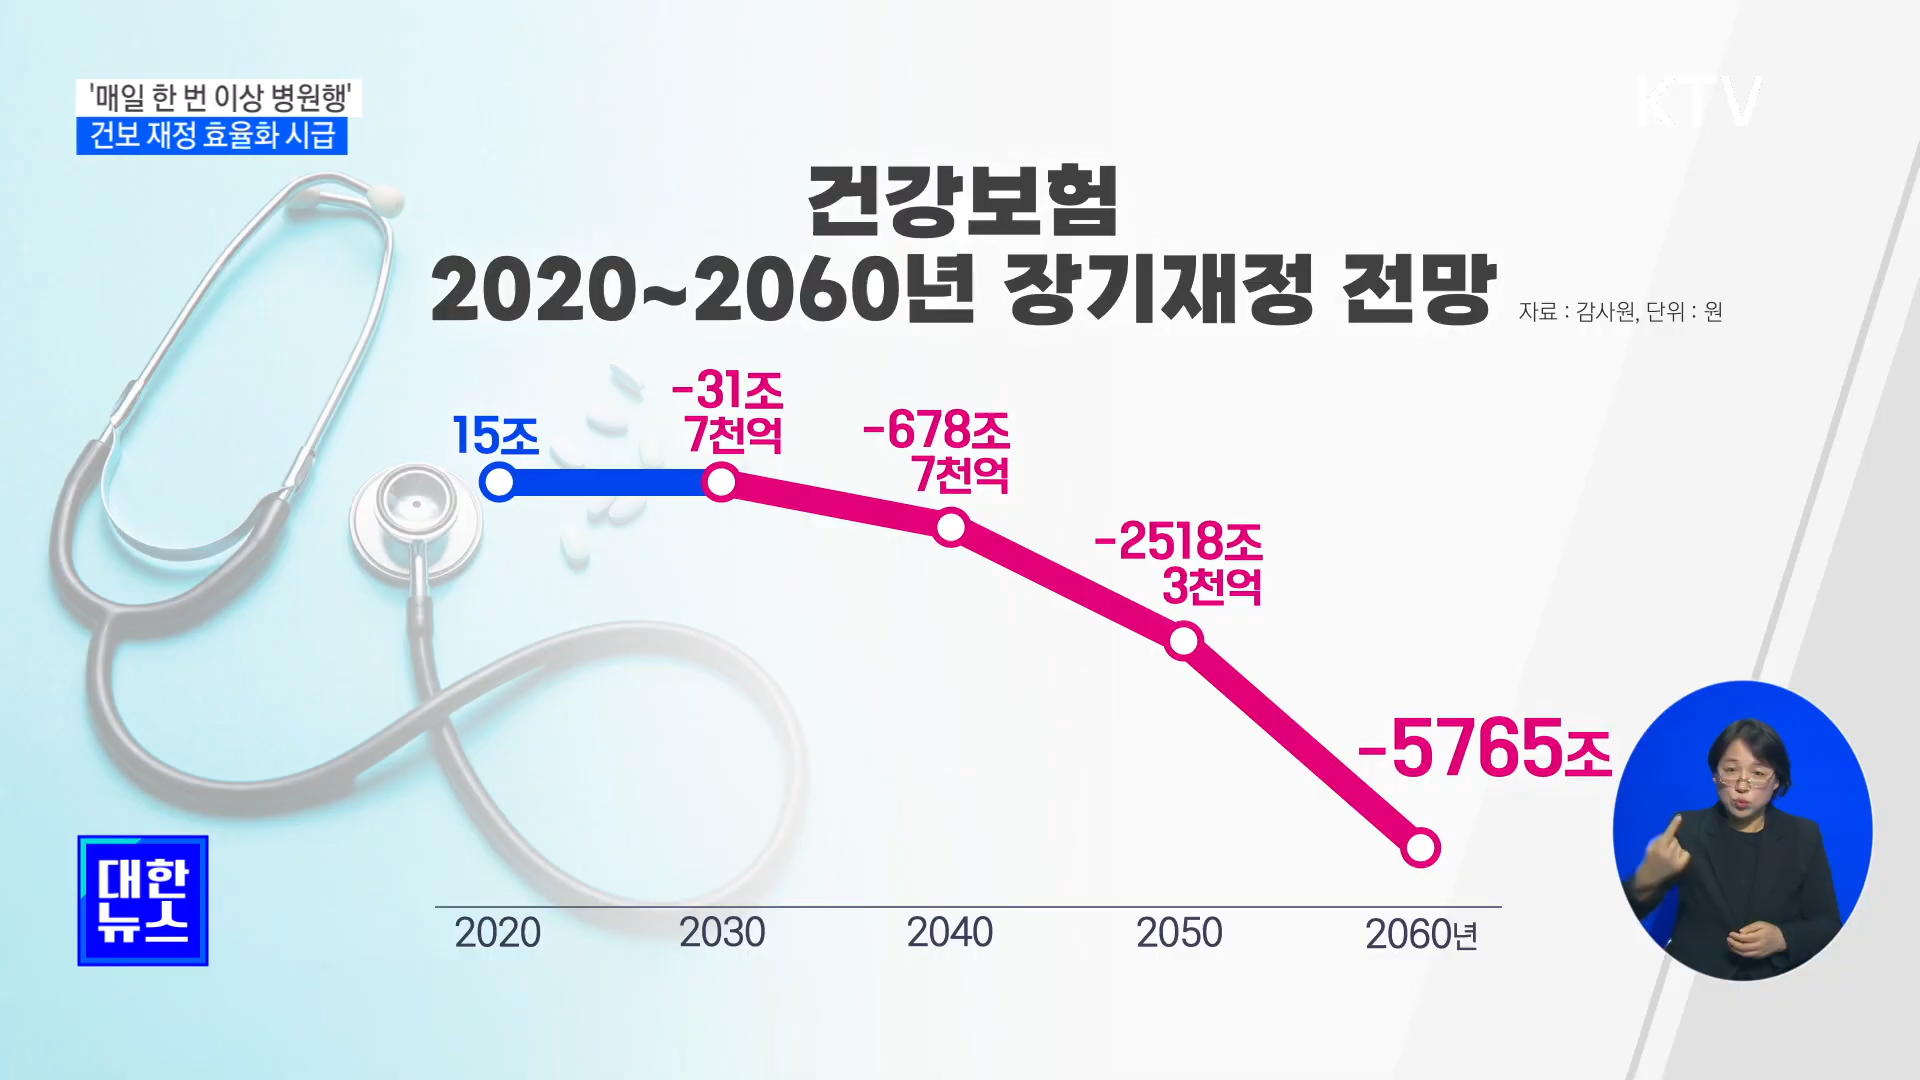 '매일 한 번 이상 병원행'
건보 재정 효율화 시급
KTV
건강보험
2020~2060년 장기재정 전망
자료 : 감사원, 단위 : 원
15조
-31조
7천억
-678조
7천억
-2518조
3천억
-5765조
2020
2030
2040
2050
2060년
대한
뉴스